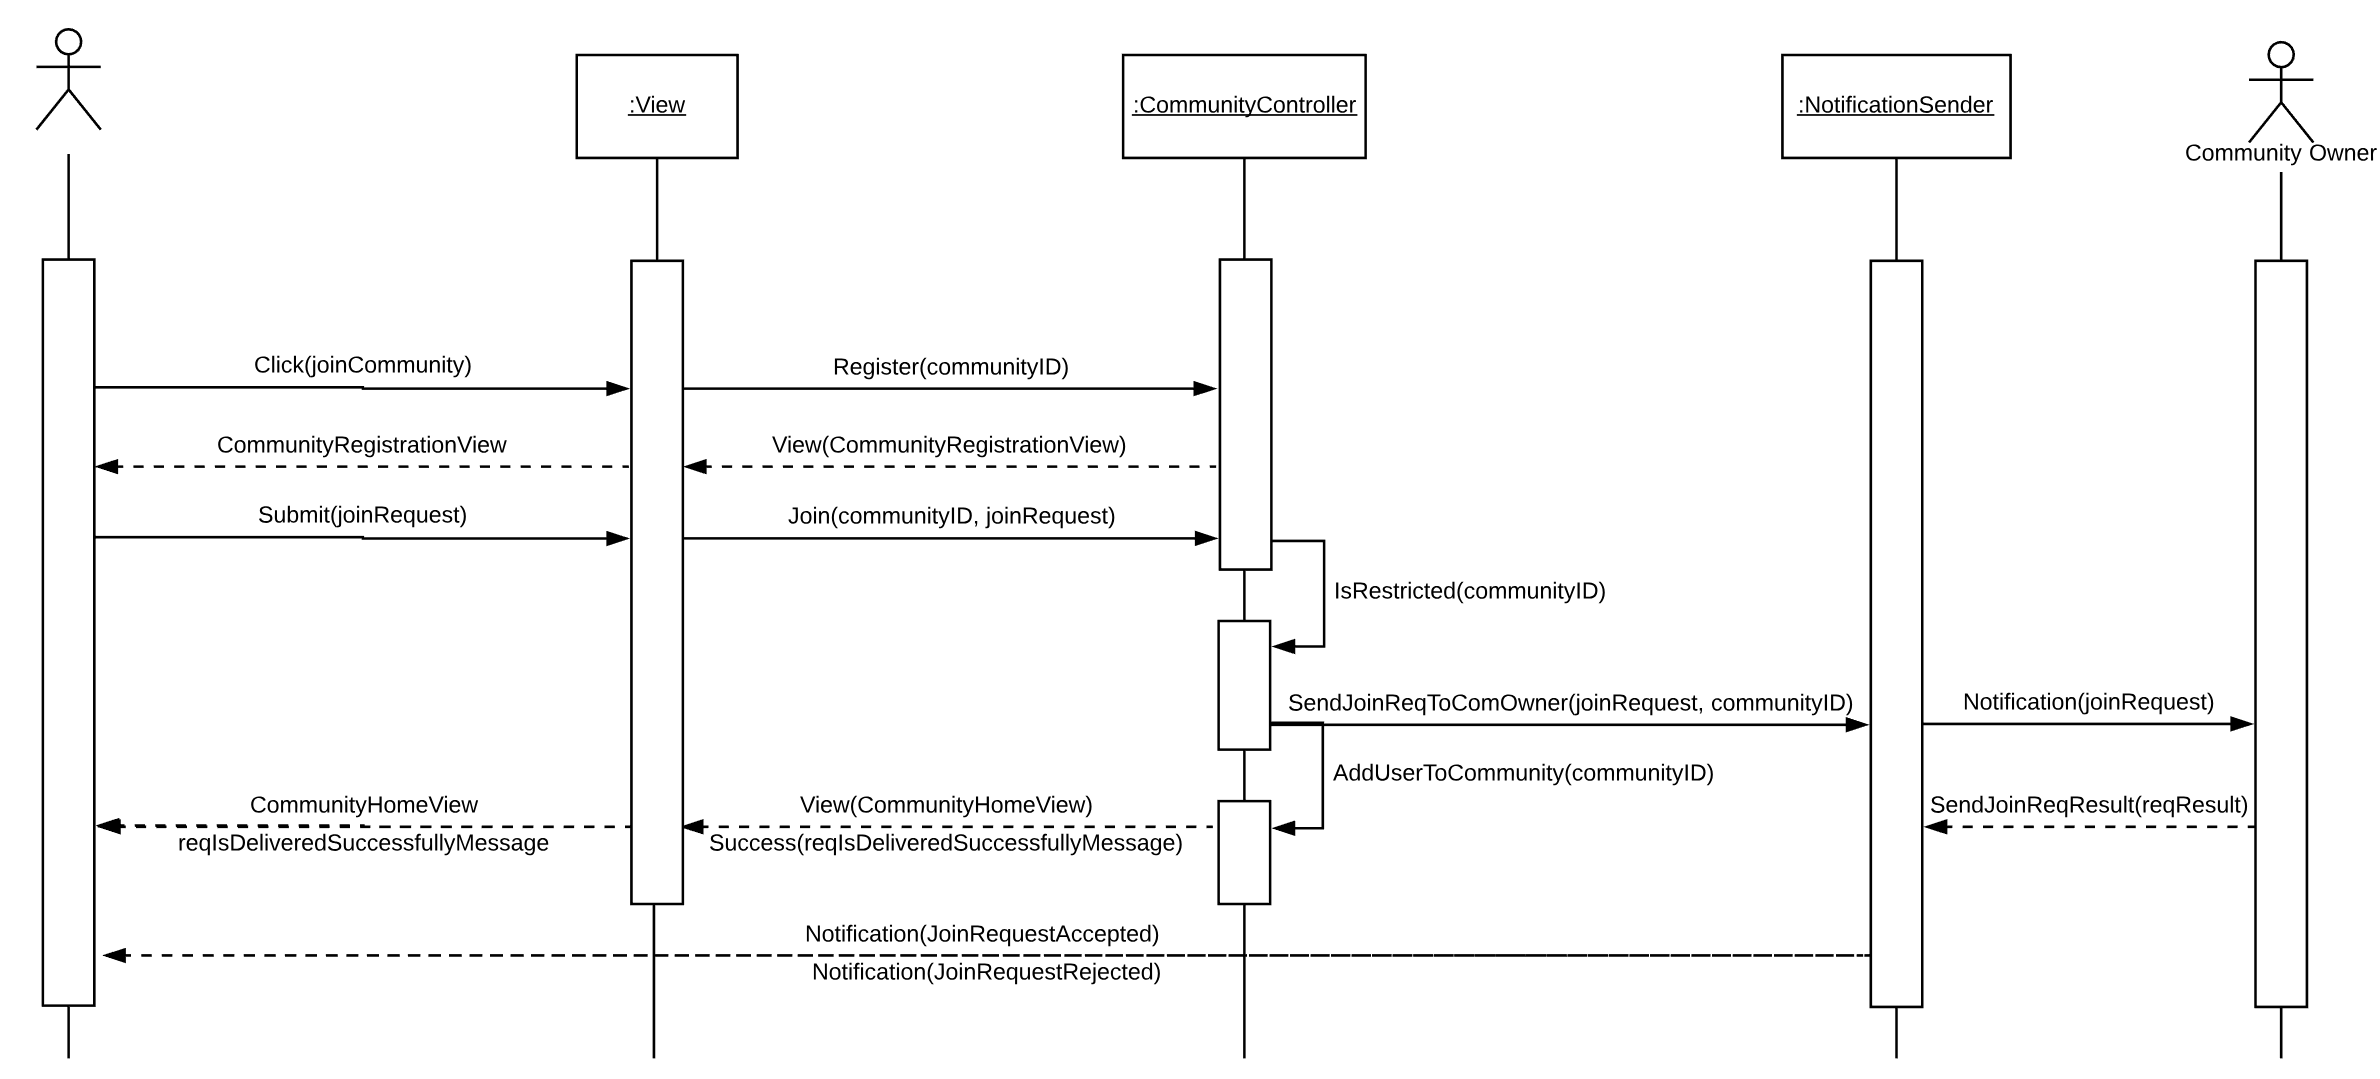 :View
:CommunityController
:NotificationSender
Community Owner
Click(joinCommunity)
Register(communityID)
CommunityRegistrationView
View(CommunityRegistrationView)
Submit(joinRequest)
Join(communityID, joinRequest)
IsRestricted(communityID)
SendJoinReqToComOwner(joinRequest, communityID)
Notification(joinRequest)
AddUserToCommunity(communityID)
CommunityHomeView
View(CommunityHomeView)
SendJoinReqResult(reqResult)
reqIsDeliveredSuccessfullyMessage
Success(reqIsDeliveredSuccessfullyMessage)
Notification(JoinRequestAccepted)
Notification(JoinRequestRejected)